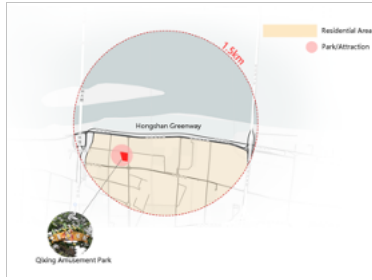 Residential Area
Park/Attraction
1.5km
Hongshan Greenway
Qixing Amusement Park